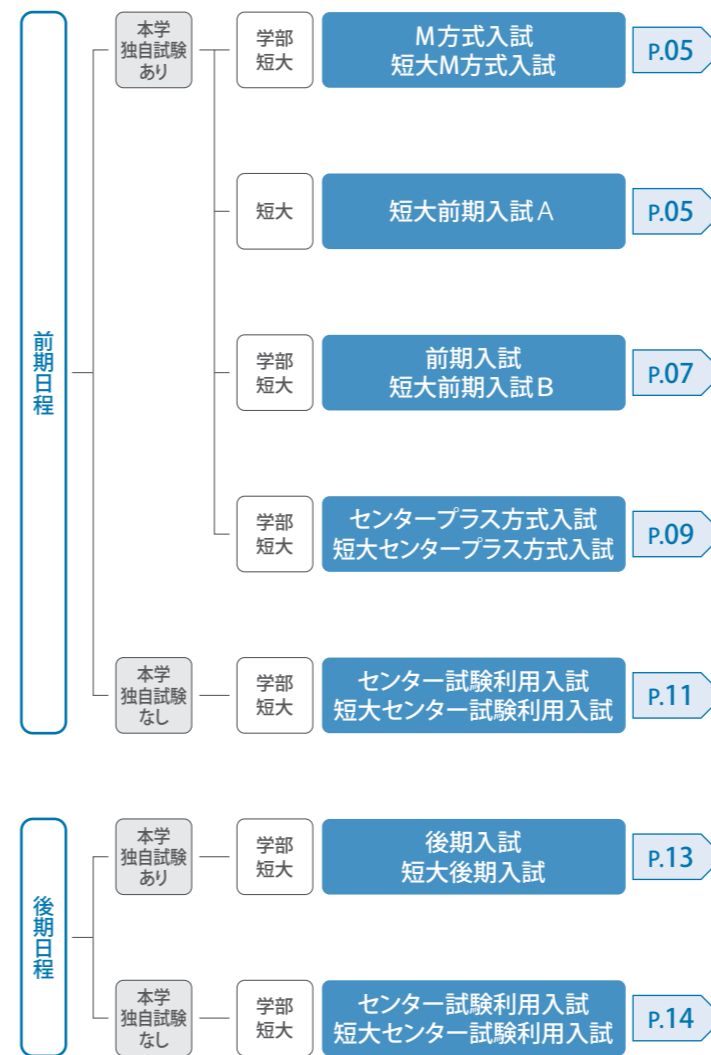 前期日程
本学
独自試験
あり
学部
短大
M方式入試
短大M方式入試
P.05
短大
短大前期入試A
P.05
学部
短大
前期入試
短大前期入試B
P.07
学部
短大
センタープラス方式入試
短大センタープラス方式入試
P.09
本学
独自試験
なし
学部
短大
センター試験利用入試
短大センター試験利用入試
P.11
後期日程
本学
独自試験
あり
学部
短大
後期入試
短大後期入試
P.13
本学
独自試験
なし
学部
短大
センター試験利用入試
短大センター試験利用入試
P.14